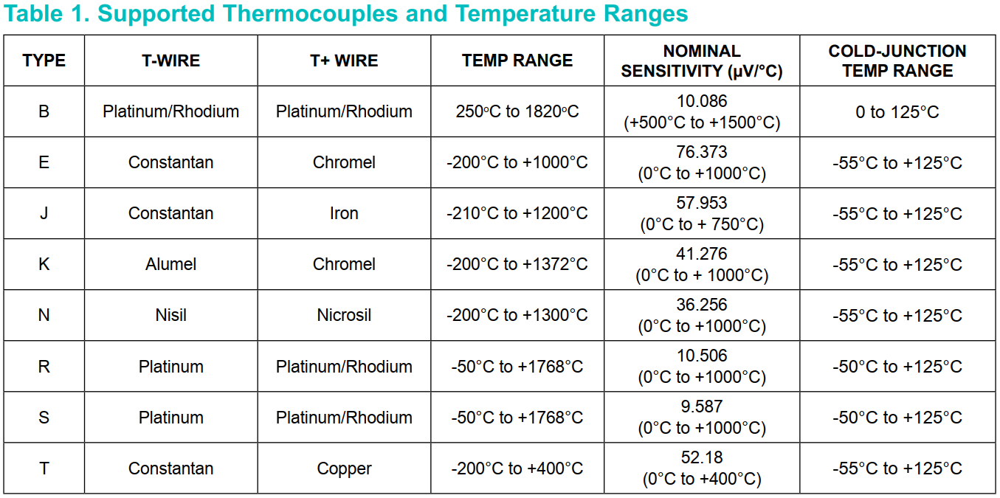 Table 1. Supported Thermocouples and Temperature Ranges
TYPE T-WIRE T+ WIRE TEMP RANGE NOMINAL SENSITIVITY (µV/°C) COLD-JUNCTION TEMP RANGE
B Platinum/Rhodium Platinum/Rhodium 250oC to 1820oC 10.086 (+500°C to +1500°C) 0 to 125°C
E Constantan Chromel -200°C to +1000°C 76.373 (0°C to +1000°C) -55°C to +125°C
J Constantan Iron -210°C to +1200°C 57.953 (0°C to + 750°C) -55°C to +125°C
K Alumel Chromel -200°C to +1372°C 41.276 (0°C to + 1000°C) -55°C to +125°C
N Nisil Nicrosil -200°C to +1300°C 36.256 (0°C to +1000°C) -55°C to +125°C
R Platinum Platinum/Rhodium -50°C to +1768°C 10.506 (0°C to +1000°C) -50°C to +125°C
S Platinum Platinum/Rhodium -50°C to +1768°C 9.587 (0°C to +1000°C) -50°C to +125°C
T Constantan Copper -200°C to +400°C 52.18 (0°C to +400°C) -55°C to +125°C